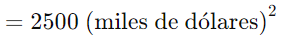 = 2500 (miles de dólares)²